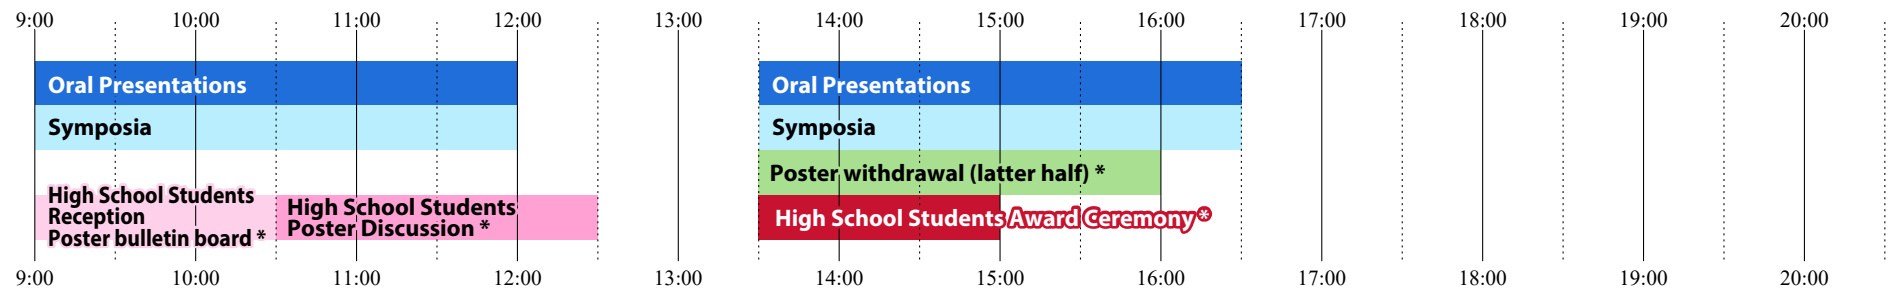 9:00 10:00 11:00 12:00 13:00 14:00 15:00 16:00 17:00 18:00 19:00 20:00
Oral Presentations
Oral Presentations
Symposia
Symposia
Poster withdrawal (latter half) *
High School Students
Reception
Poster bulletin board *
High School Students
Poster Discussion *
High School Students Award Ceremony *
9:00 10:00 11:00 12:00 13:00 14:00 15:00 16:00 17:00 18:00 19:00 20:00